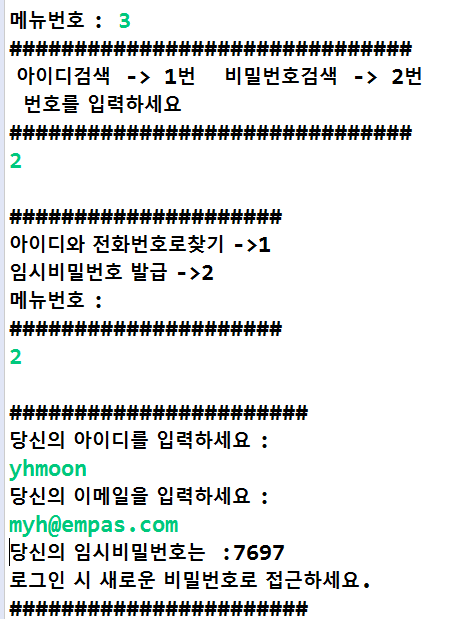 메뉴번호 : 3
###############################
아이디검색 -> 1번  비밀번호검색 -> 2번
번호를 입력하세요
###############################
2
#####################
아이디와 전화번호로찾기 ->1
임시비밀번호 발급 ->2
메뉴번호 :
#####################
2
#######################
당신의 아이디를 입력하세요 :
yhmoon
당신의 이메일을 입력하세요 :
myh@empas.com
당신의 임시비밀번호는 :7697
로그인 시 새로운 비밀번호로 접근하세요.
#######################